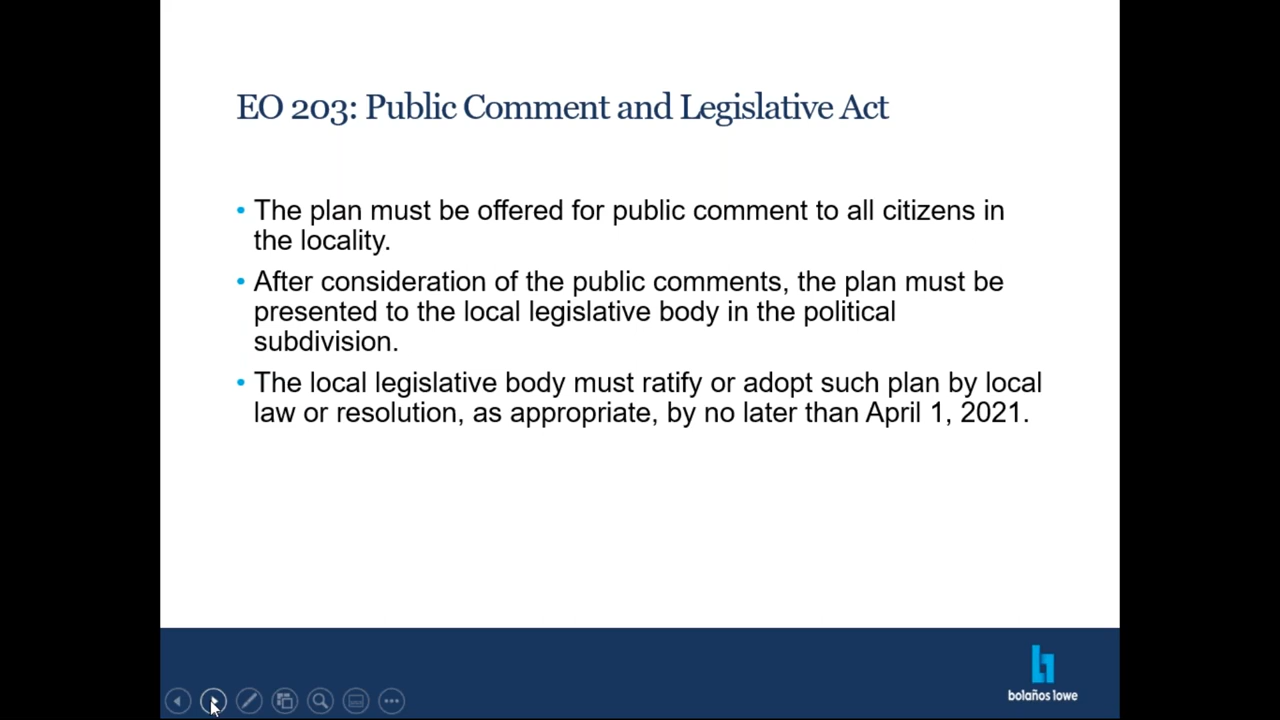 EO 203: Public Comment and Legislative Act
• The plan must be offered for public comment to all citizens in
the locality.
• After consideration of the public comments, the plan must be
presented to the local legislative body in the political
subdivision.
• The local legislative body must ratify or adopt such plan by local
law or resolution, as appropriate, by no later than April 1, 2021.
bolaños lowe